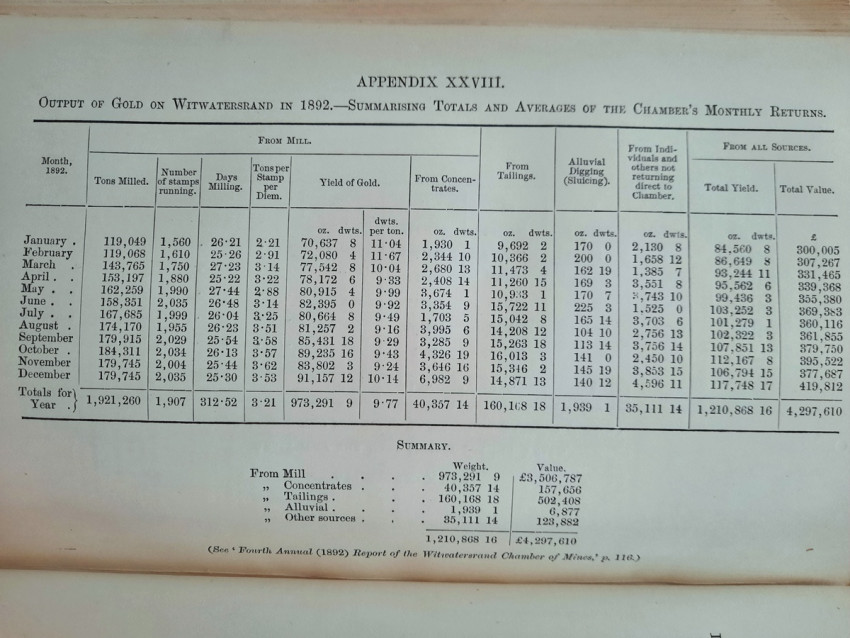 APPENDIX XXVIII.
OUTPUT OF GOLD ON WITWATERSRAND IN 1892.—SUMMARISING TOTALS AND AVERAGES OF THE CHAMBER'S MONTHLY RETURNS.
Month, 1892. | FROM MILL. | From Tailings. | Alluvial Digging (Sluicing). | From Individuals and others not returning direct to Chamber. | FROM ALL SOURCES.
Tons Milled. | Number of stamps running. | Days Milling. | Tons per Stamp per Diem. | Yield of Gold. | From Concentrates. | Total Yield. | Total Value.
oz. dwts. | dwts. per ton. | oz. dwts. | oz. dwts. | oz. dwts. | oz. dwts. | oz. dwts. | £
January . 119,049 1,560 26·21 2·21 70,637 8 11·04 1,930 1 9,692 2 170 0 2,130 8 84,560 8 300,005
February 119,068 1,610 25·26 2·91 72,080 4 11·67 2,344 10 10,366 2 200 0 1,658 12 86,649 8 307,267
March . 143,765 1,750 27·23 3·14 77,542 8 10·04 2,680 13 11,473 4 162 19 1,385 7 93,244 11 331,465
April . . 153,197 1,880 25·22 3·22 78,172 6 9·33 2,408 14 11,260 15 169 3 3,551 8 95,562 6 339,368
May . . 162,259 1,990 27·44 2·88 80,915 4 9·99 3,674 1 1 170 7 10 99,436 3 355,380
June . . 158,351 2,035 26·48 3·14 82,395 0 9·92 3,354 9 15,722 11 225 3 1,525 0 103,252 3 369,383
July . . 167,685 1,999 26·04 3·25 80,664 8 9·49 1,703 5 15,042 8 165 14 3,703 6 101,279 1 360,116
August . 174,170 1,955 26·23 3·51 81,257 2 9·16 3,995 6 14,208 12 104 10 2,756 13 102,322 3 361,855
September 179,915 2,029 25·54 3·58 85,431 18 9·29 3,285 9 15,263 18 113 14 3,756 14 107,851 13 379,750
October . 184,311 2,034 26·13 3·57 89,235 16 9·43 4,326 19 16,013 3 141 0 2,450 10 112,167 8 395,522
November 179,745 2,004 25·44 3·62 83,802 3 9·24 3,646 16 15,346 2 145 19 3,853 15 106,794 15 377,687
December 179,745 2,035 25·30 3·53 91,157 12 10·14 6,982 9 14,871 13 140 12 4,596 11 117,748 17 419,812
Totals for Year . 1,921,260 1,907 312·52 3·21 973,291 9 9·77 40,357 14 160,168 18 1,939 1 35,111 14 1,210,868 16 4,297,610
SUMMARY.
Weight. Value.
From Mill . . . . 973,291 9 £3,506,787
„ Concentrates . . . 40,357 14 157,656
„ Tailings . . . 160,168 18 502,408
„ Alluvial . . . . 1,939 1 6,877
„ Other sources . . . 35,111 14 123,882
1,210,868 16 £4,297,610
(See 'Fourth Annual (1892) Report of the Witwatersrand Chamber of Mines,' p. 116.)